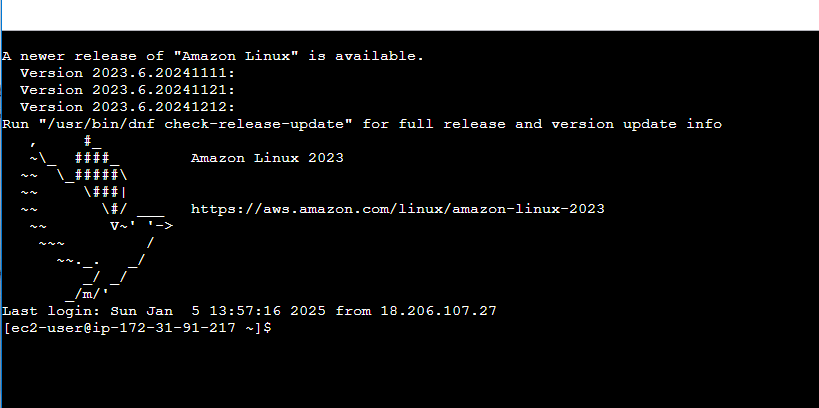 A newer release of "Amazon Linux" is available.
  Version 2023.6.20241111:
  Version 2023.6.20241121:
  Version 2023.6.20241212:
Run "/usr/bin/dnf check-release-update" for full release and version update info
   ,     #_
   ~\_  ####_        Amazon Linux 2023
  ~~  \_#####\
  ~~     \###|
  ~~       \#/ ___   https://aws.amazon.com/linux/amazon-linux-2023
   ~~       V~' '->
    ~~~         /
      ~~._.   _/
         _/ _/
       _/m/'
Last login: Sun Jan  5 13:57:16 2025 from 18.206.107.27
[ec2-user@ip-172-31-91-217 ~]$